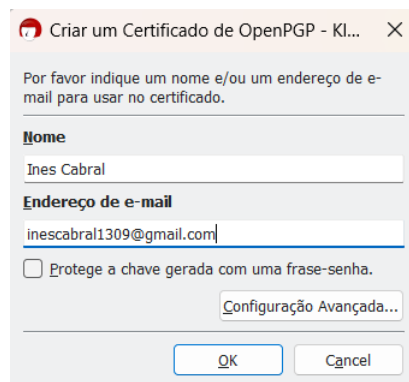 Criar um Certificado de OpenPGP - Kl...
Por favor indique um nome e/ou um endereço de e-
mail para usar no certificado.
Nome
Ines Cabral
Endereço de e-mail
inescabral1309@gmail.com
Protege a chave gerada com uma frase-senha.
Configuração Avançada...
OK
Cancel